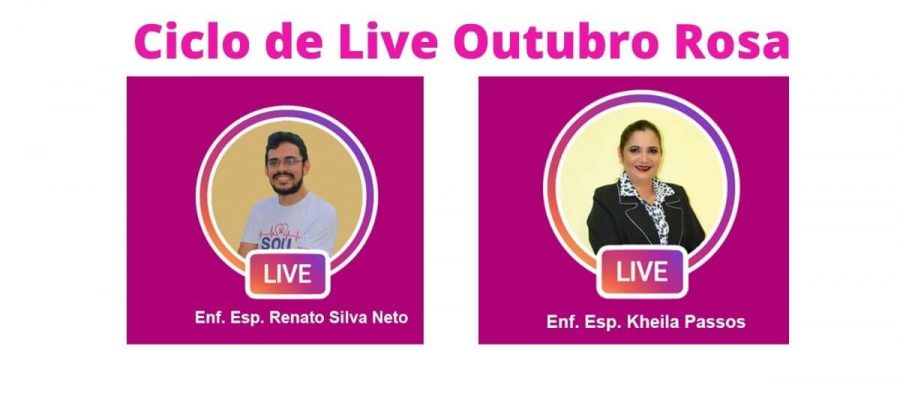 Ciclo de Live Outubro Rosa
SOU
LIVE
Enf. Esp. Renato Silva Neto
LIVE
Enf. Esp. Kheila Passos